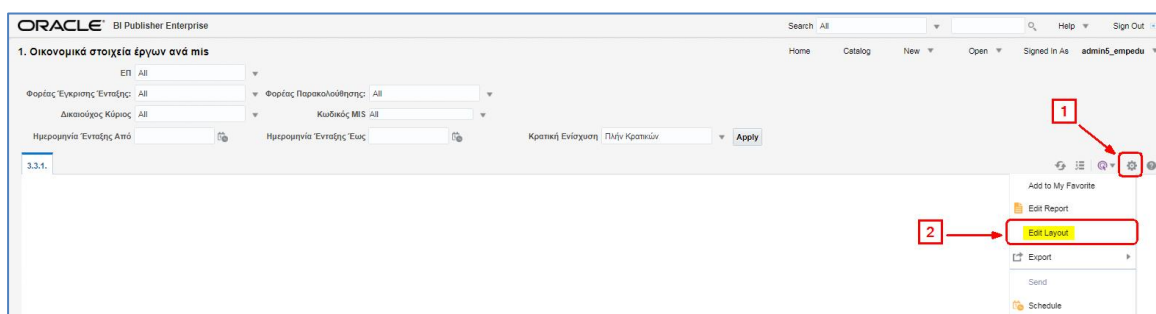 ORACLE BI Publisher Enterprise Search All Help Sign Out
1. Οικονομικά στοιχεία έργων ανά mis Home Catalog New Open Signed In As admin5_empedu
ΕΠ All
Φορέας Έγκρισης Ένταξης: All Φορέας Παρακολούθησης: All
Δικαιούχος Κύριος All Κωδικός MIS All
Ημερομηνία Ένταξης Από Ημερομηνία Ένταξης Έως Κρατική Ενίσχυση Πλήν Κρατικών Apply
1
3.3.1.
Add to My Favorite
Edit Report
2 Edit Layout
Export
Send
Schedule